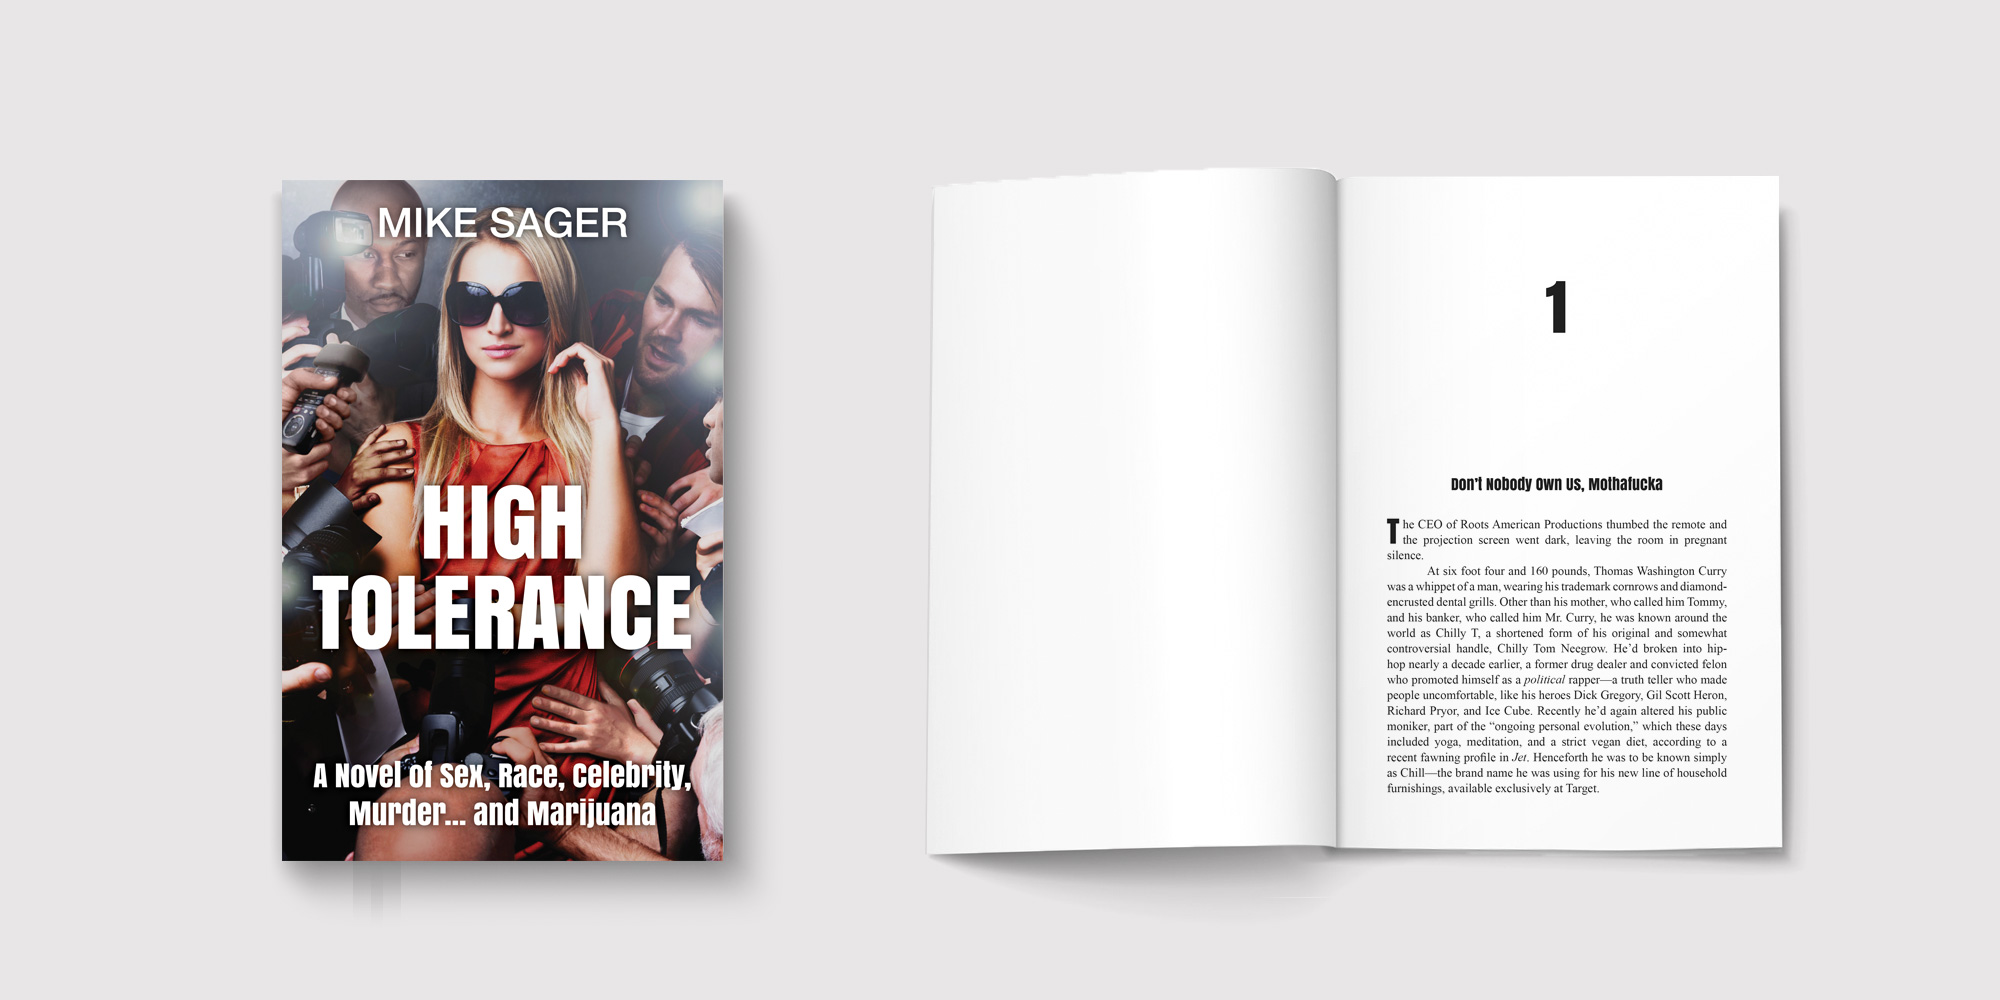 MIKE SAGER
HIGH
TOLERANCE
A Novel of Sex, Race, Celebrity,
Murder... and Marijuana
1
Don't Nobody Own Us, Mothafucka
The CEO of Roots American Productions thumbed the remote and
the projection screen went dark, leaving the room in pregnant
silence.
At six foot four and 160 pounds, Thomas Washington Curry
was a whippet of a man, wearing his trademark cornrows and diamond-
encrusted dental grills. Other than his mother, who called him Tommy,
and his banker, who called him Mr. Curry, he was known around the
world as Chilly T, a shortened form of his original and somewhat
controversial handle, Chilly Tom Neegrow. He'd broken into hip-
hop nearly a decade earlier, a former drug dealer and convicted felon
who promoted himself as a political rapper—a truth teller who made
people uncomfortable, like his heroes Dick Gregory, Gil Scott Heron,
Richard Pryor, and Ice Cube. Recently he'd again altered his public
moniker, part of the “ongoing personal evolution,” which these days
included yoga, meditation, and a strict vegan diet, according to a
recent fawning profile in Jet. Henceforth he was to be known simply
as Chill—the brand name he was using for his new line of household
furnishings, available exclusively at Target.